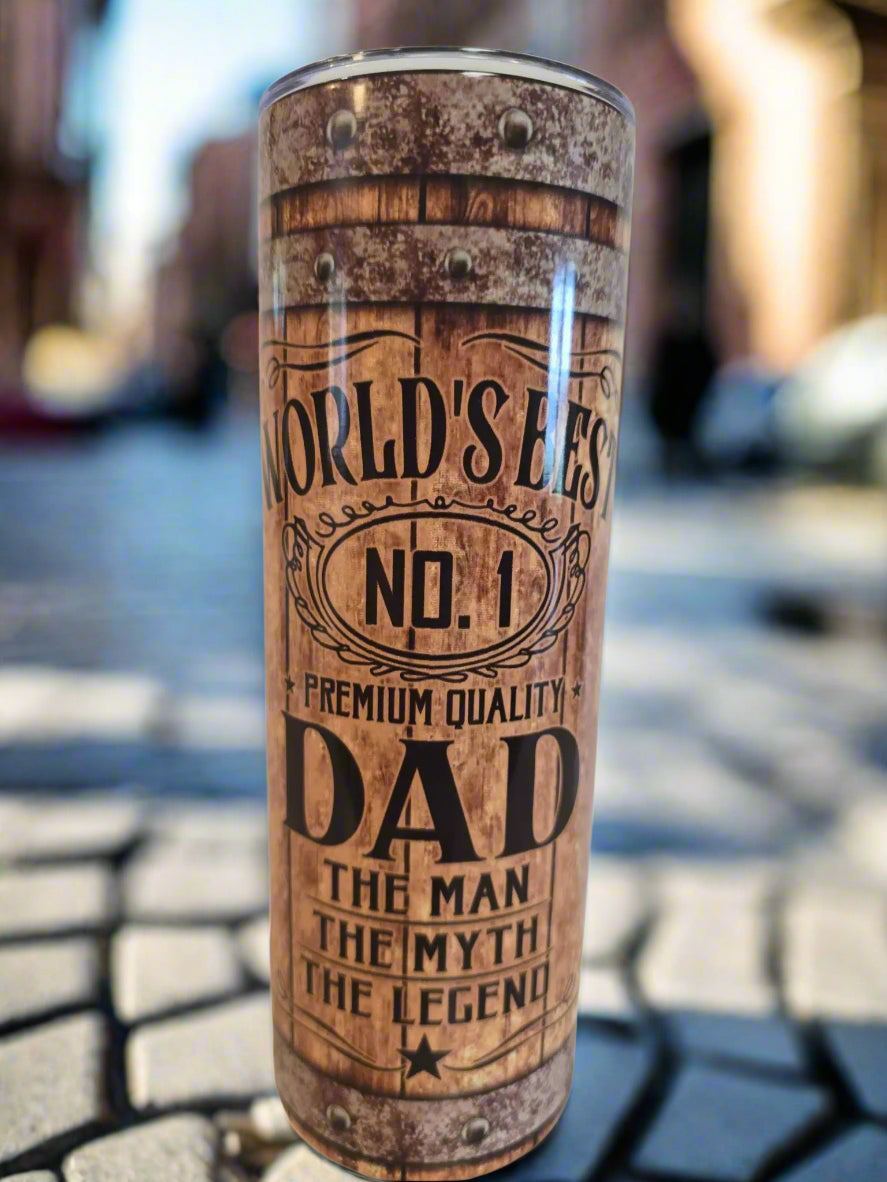 WORLD'S BEST
NO. 1
PREMIUM QUALITY
DAD
THE MAN
THE MYTH
THE LEGEND